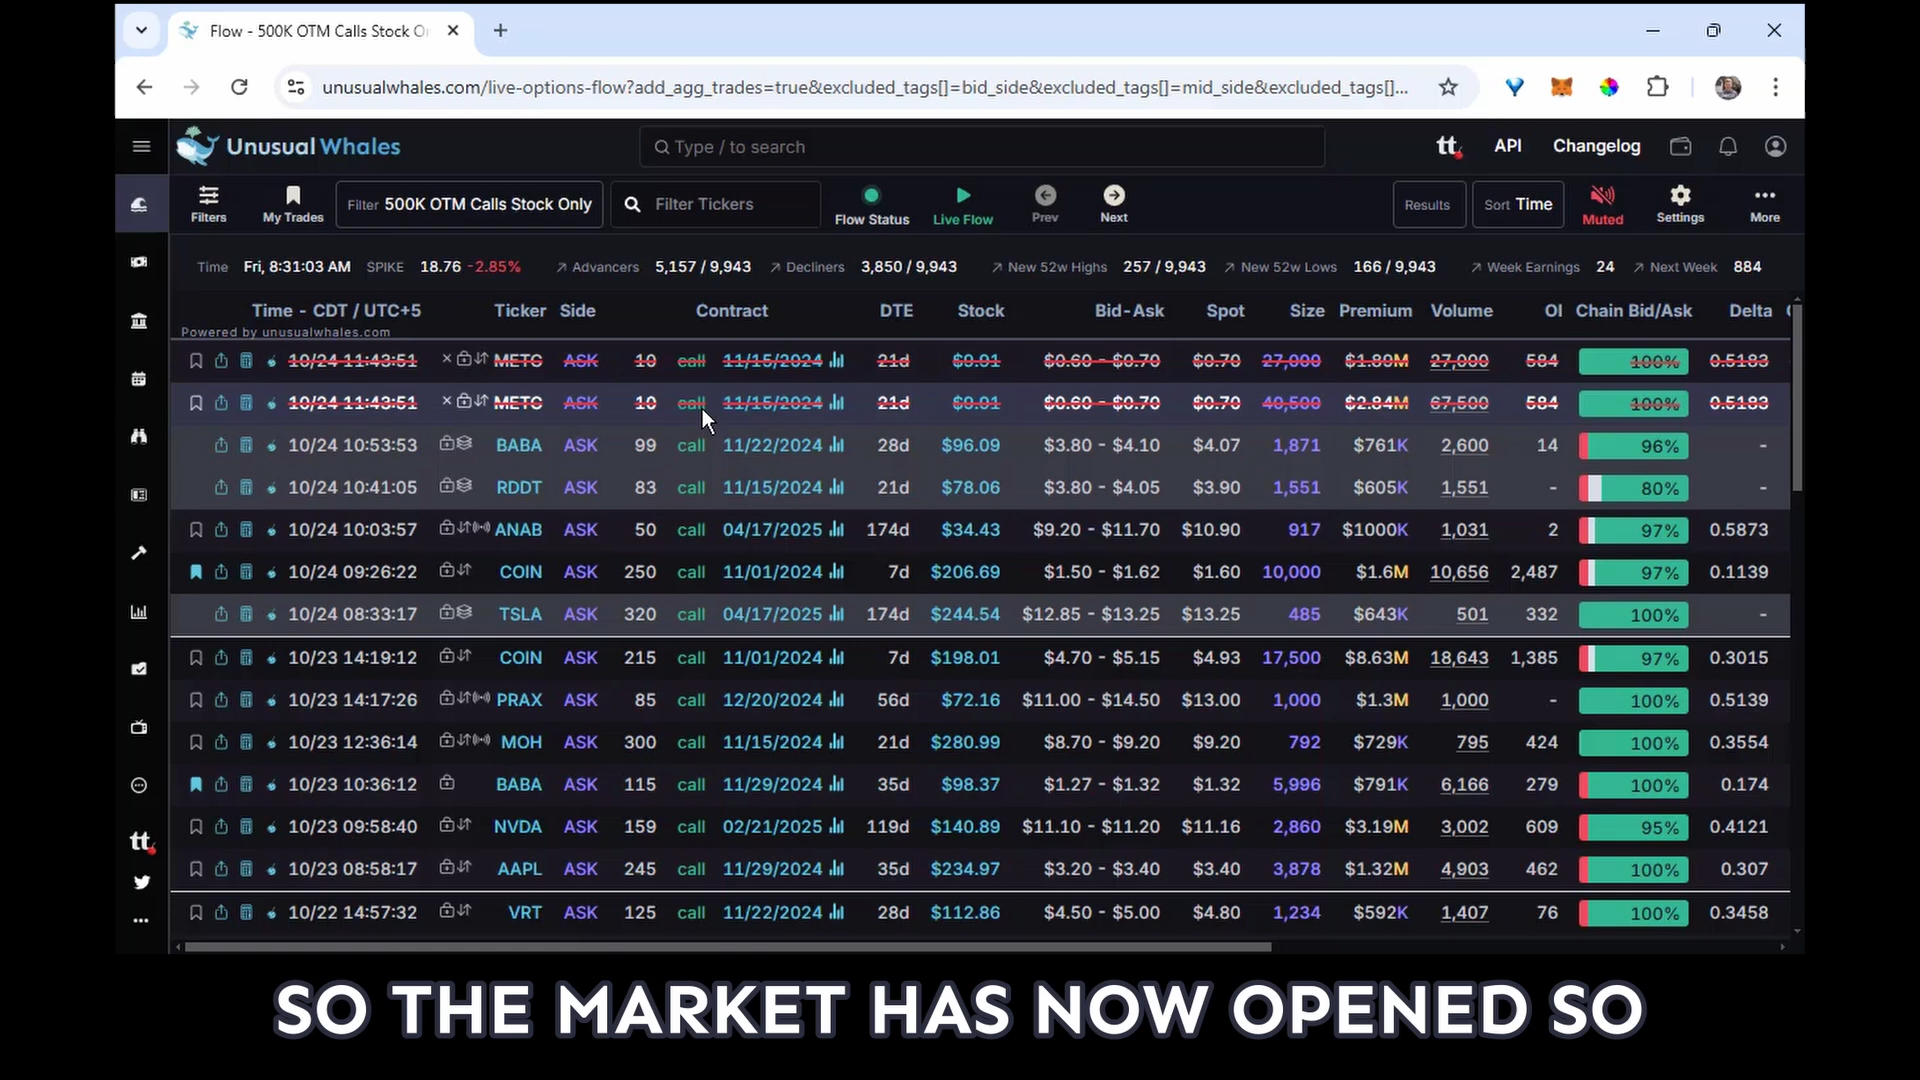 Flow - 500K OTM Calls Stock O
unusualwhales.com/live-options-flow?add_agg_trades=true&excluded_tags[]=bid_side&excluded_tags[]=mid_side&excluded_tags[]...
Unusual Whales
Type / to search
tt API Changelog
Filters My Trades Filter 500K OTM Calls Stock Only Filter Tickers Flow Status Live Flow Prev Next Results Sort Time Muted Settings More
Time Fri, 8:31:03 AM SPIKE 18.76 -2.85% Advancers 5,157 / 9,943 Decliners 3,850 / 9,943 New 52w Highs 257 / 9,943 New 52w Lows 166 / 9,943 Week Earnings 24 Next Week 884
Time - CDT / UTC+5 Ticker Side Contract DTE Stock Bid-Ask Spot Size Premium Volume OI Chain Bid/Ask Delta
Powered by unusualwhales.com
10/24 11:43:51 METC ASK 10 call 11/15/2024 21d $0.60 - $0.70 $0.70 27,000 27,000 584 100% 0.5183
10/24 11:43:51 METC ASK 10 call 11/15/2024 21d $0.60 - $0.70 $0.70 40,500 $2.84M 67,500 584 100% 0.5183
10/24 10:53:53 BABA ASK 99 call 11/22/2024 28d $96.09 $3.80 - $4.10 $4.07 1,871 $761K 2,600 14 96% -
10/24 10:41:05 RDDT ASK 83 call 11/15/2024 21d $78.06 $3.80 - $4.05 $3.90 1,551 $605K 1,551 - 80% -
10/24 10:03:57 ANAB ASK 50 call 04/17/2025 174d $34.43 $9.20 - $11.70 $10.90 917 $1000K 1,031 2 97% 0.5873
10/24 09:26:22 COIN ASK 250 call 11/01/2024 7d $206.69 $1.50 - $1.62 $1.60 10,000 $1.6M 10,656 2,487 97% 0.1139
10/24 08:33:17 TSLA ASK 320 call 04/17/2025 174d $244.54 $12.85 - $13.25 $13.25 485 $643K 501 332 100% -
10/23 14:19:12 COIN ASK 215 call 11/01/2024 7d $198.01 $4.70 - $5.15 $4.93 17,500 $8.63M 18,643 1,385 97% 0.3015
10/23 14:17:26 PRAX ASK 85 call 12/20/2024 56d $72.16 $11.00 - $14.50 $13.00 1,000 $1.3M 1,000 - 100% 0.5139
10/23 12:36:14 MOH ASK 300 call 11/15/2024 21d $280.99 $8.70 - $9.20 $9.20 792 $729K 795 424 100% 0.3554
10/23 10:36:12 BABA ASK 115 call 11/29/2024 35d $98.37 $1.27 - $1.32 $1.32 5,996 $791K 6,166 279 100% 0.174
10/23 09:58:40 NVDA ASK 159 call 02/21/2025 119d $140.89 $11.10 - $11.20 $11.16 2,860 $3.19M 3,002 609 95% 0.4121
10/23 08:58:17 AAPL ASK 245 call 11/29/2024 35d $234.97 $3.20 - $3.40 $3.40 3,878 $1.32M 4,903 462 100% 0.307
10/22 14:57:32 VRT ASK 125 call 11/22/2024 28d $112.86 $4.50 - $5.00 $4.80 1,234 $592K 1,407 76 100% 0.3458
tt
SO THE MARKET HAS NOW OPENED SO